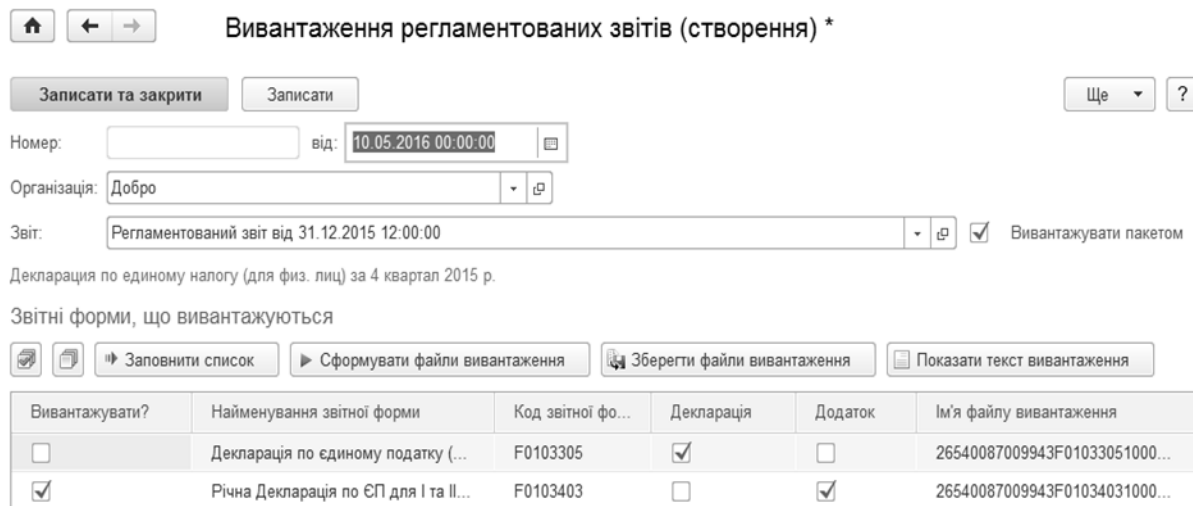 Вивантаження регламентованих звітів (створення) *
Записати та закрити Записати Ще ?
Номер: від: 10.05.2016 00:00:00
Організація: Добро
Звіт: Регламентований звіт від 31.12.2015 12:00:00 Вивантажувати пакетом
Декларация по единому налогу (для физ. лиц) за 4 квартал 2015 р.
Звітні форми, що вивантажуються
Заповнити список Сформувати файли вивантаження Зберегти файли вивантаження Показати текст вивантаження
Вивантажувати? Найменування звітної форми Код звітної фо... Декларація Додаток Ім'я файлу вивантаження
Декларація по єдиному податку (... F0103305 26540087009943F01033051000...
Річна Декларація по ЄП для І та ІІ... F0103403 26540087009943F01034031000...